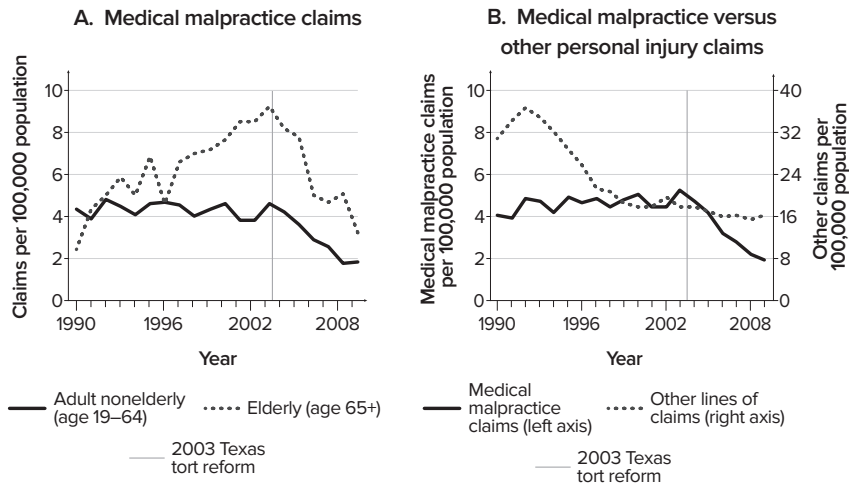 A. Medical malpractice claims
Claims per 100,000 population
10
8
6
4
2
0
1990
1996
2002
2008
Year
Adult nonelderly
(age 19–64)
Elderly (age 65+)
2003 Texas
tort reform
B. Medical malpractice versus
other personal injury claims
Medical malpractice claims
per 100,000 population
10
8
6
4
2
0
40
32
24
16
8
0
Other claims per
100,000 population
1990
1996
2002
2008
Year
Medical
malpractice
claims (left axis)
Other lines of
claims (right axis)
2003 Texas
tort reform